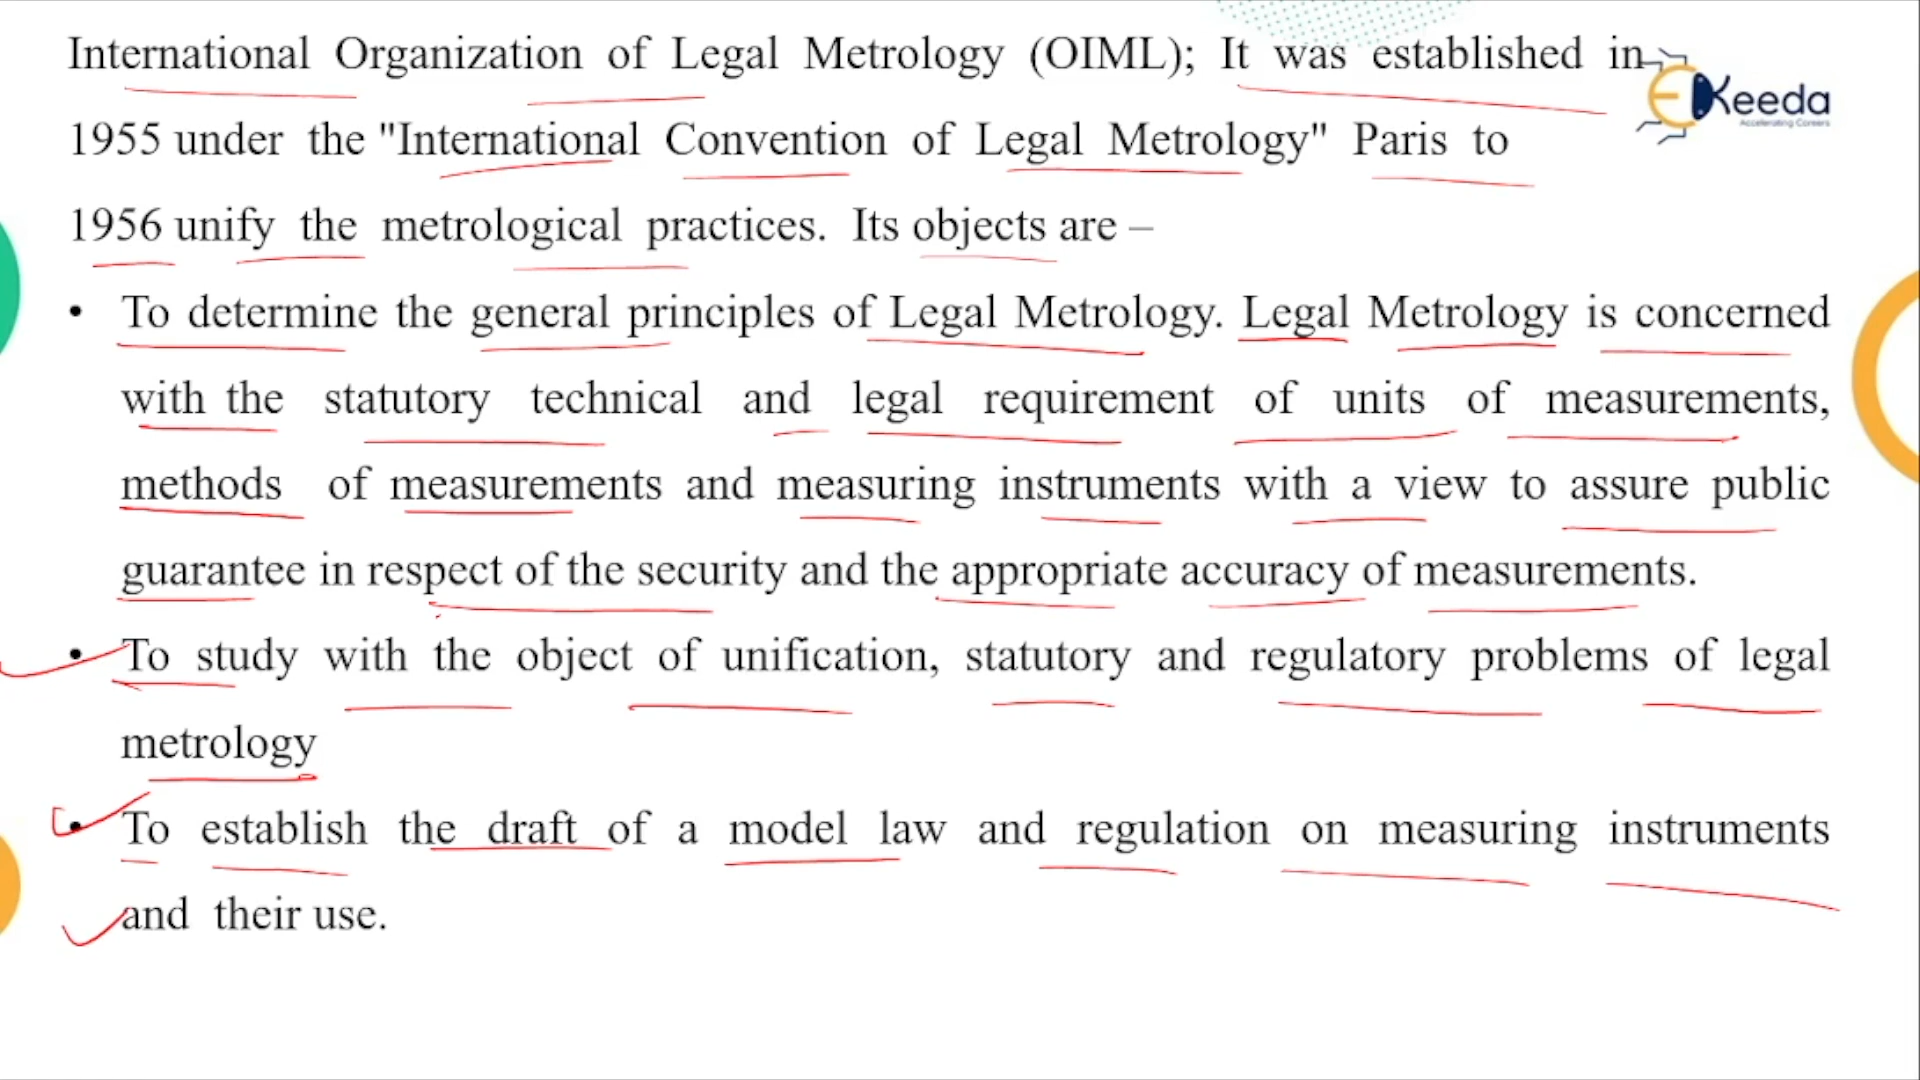 International Organization of Legal Metrology (OIML); It was established in
1955 under the "International Convention of Legal Metrology" Paris to
1956 unify the metrological practices. Its objects are –
• To determine the general principles of Legal Metrology. Legal Metrology is concerned
with the statutory technical and legal requirement of units of measurements,
methods of measurements and measuring instruments with a view to assure public
guarantee in respect of the security and the appropriate accuracy of measurements.
• To study with the object of unification, statutory and regulatory problems of legal
metrology
• To establish the draft of a model law and regulation on measuring instruments
and their use.
EKeeda
Accelerating Careers